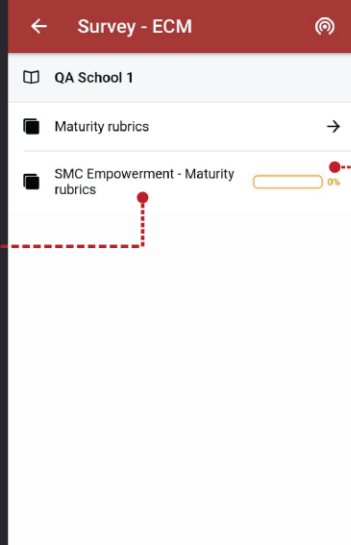 Survey - ECM
QA School 1
Maturity rubrics
SMC Empowerment - Maturity
rubrics
0%